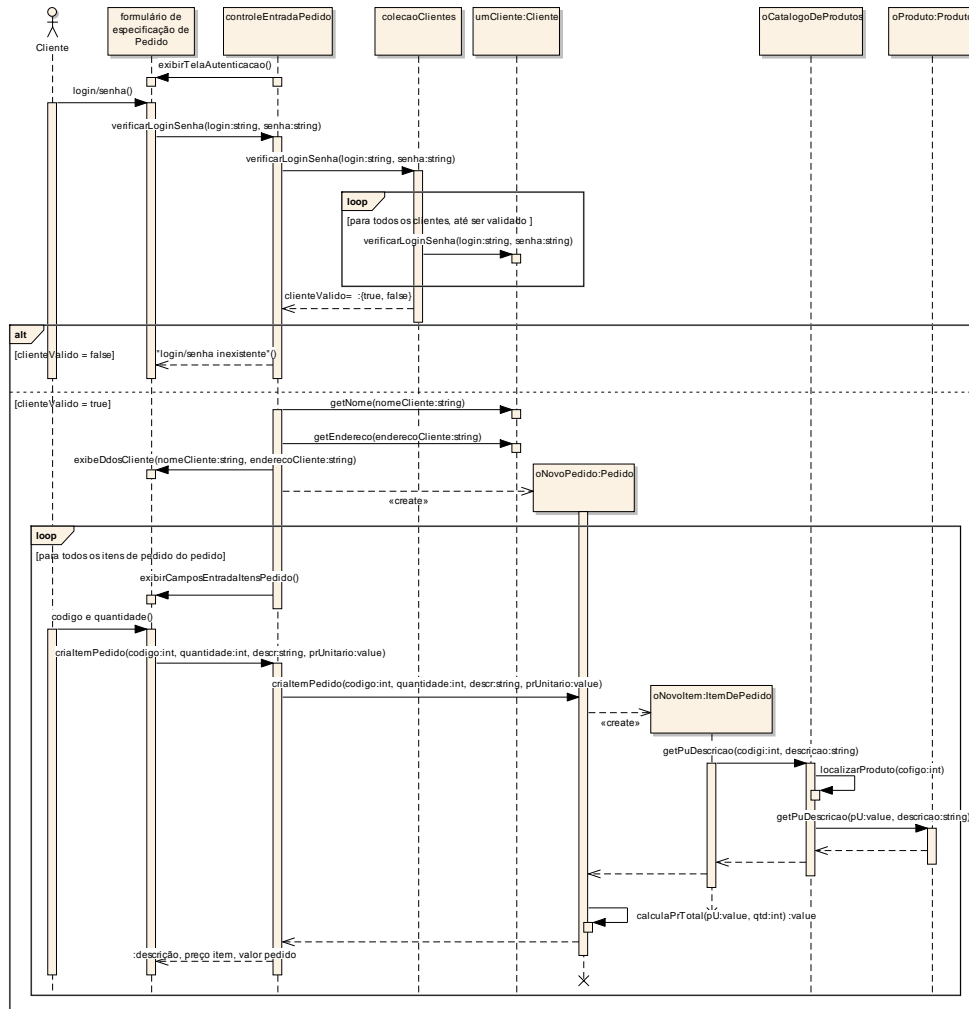 Cliente
formulário de
especificação de
Pedido
controleEntradaPedido
colecaoClientes
umCliente:Cliente
oCatalogoDeProdutos
oProduto:Produto
exibirTelaAutenticacao()
login/senha()
verificarLoginSenha(login:string, senha:string)
verificarLoginSenha(login:string, senha:string)
loop
[para todos os clientes, até ser validado ]
verificarLoginSenha(login:string, senha:string)
clienteValido= :{true, false}
alt
[clienteValido = false]
"login/senha inexistente"()
[clienteValido = true]
getNome(nomeCliente:string)
getEndereco(enderecoCliente:string)
exibeDdosCliente(nomeCliente:string, enderecoCliente:string)
oNovoPedido:Pedido
«create»
loop
[para todos os itens de pedido do pedido]
exibirCamposEntradaItensPedido()
codigo e quantidade()
criaItemPedido(codigo:int, quantidade:int, descr:string, prUnitario:value)
criaItemPedido(codigo:int, quantidade:int, descr:string, prUnitario:value)
oNovoItem:ItemDePedido
«create»
getPuDescricao(codigi:int, descricao:string)
localizarProduto(cofigo:int)
getPuDescricao(pU:value, descricao:string)
calculaPrTotal(pU:value, qtd:int) :value
:descrição, preço item, valor pedido